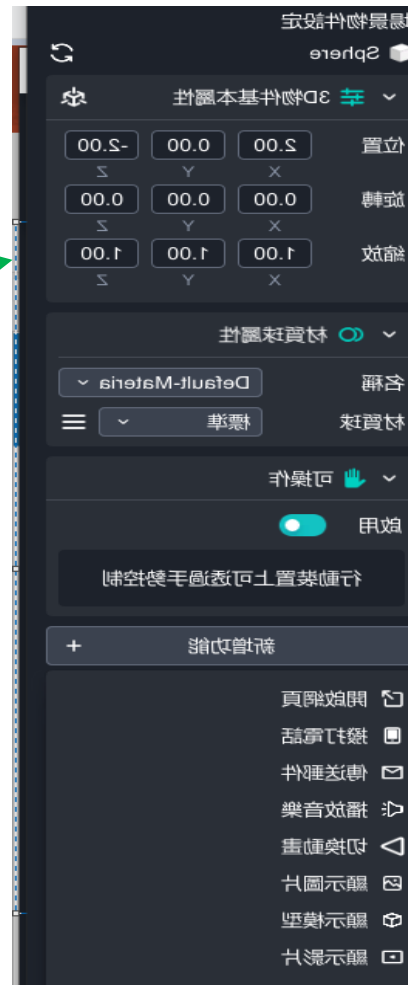 場景物件設定
Sphere
3D物件基本屬性
位置 2.00 0.00 -2.00
X Y Z
旋轉 0.00 0.00 0.00
X Y Z
縮放 1.00 1.00 1.00
X Y Z
材質球屬性
名稱 Default-Materia
材質球 標準
可操作
啟用
行動裝置上可透過手勢控制
新增功能 +
開啟網頁
撥打電話
傳送郵件
播放音樂
切換動畫
顯示圖片
顯示模型
顯示影片